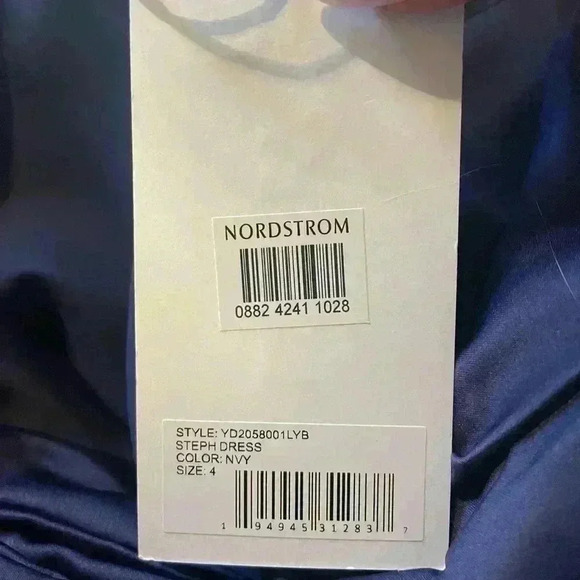 NORDSTROM
0882 4241 1028
STYLE: YD2058001LYB
STEPH DRESS
COLOR: NVY
SIZE: 4
1 94945 31283 7